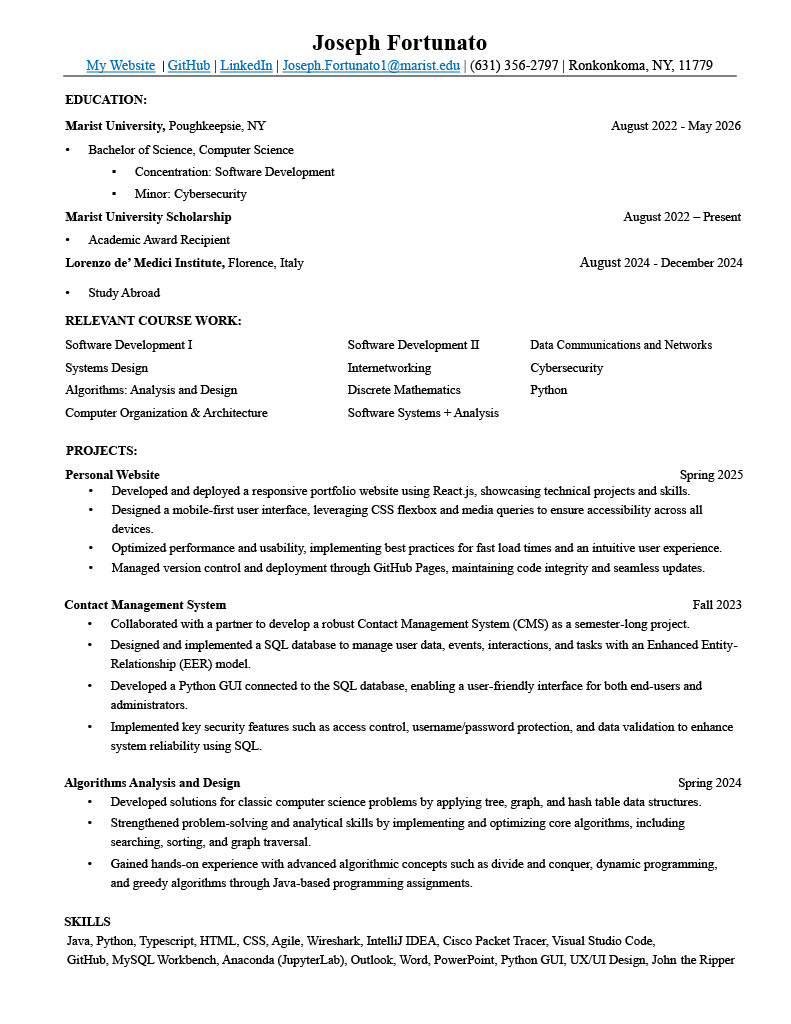 Joseph Fortunato
My Website | GitHub | LinkedIn | Joseph.Fortunato1@marist.edu | (631) 356-2797 | Ronkonkoma, NY, 11779
EDUCATION:
Marist University, Poughkeepsie, NY August 2022 - May 2026
• Bachelor of Science, Computer Science
• Concentration: Software Development
• Minor: Cybersecurity
Marist University Scholarship August 2022 – Present
• Academic Award Recipient
Lorenzo de’ Medici Institute, Florence, Italy August 2024 - December 2024
• Study Abroad
RELEVANT COURSE WORK:
Software Development I Software Development II Data Communications and Networks
Systems Design Internetworking Cybersecurity
Algorithms: Analysis and Design Discrete Mathematics Python
Computer Organization & Architecture Software Systems + Analysis
PROJECTS:
Personal Website Spring 2025
• Developed and deployed a responsive portfolio website using React.js, showcasing technical projects and skills.
• Designed a mobile-first user interface, leveraging CSS flexbox and media queries to ensure accessibility across all
devices.
• Optimized performance and usability, implementing best practices for fast load times and an intuitive user experience.
• Managed version control and deployment through GitHub Pages, maintaining code integrity and seamless updates.
Contact Management System Fall 2023
• Collaborated with a partner to develop a robust Contact Management System (CMS) as a semester-long project.
• Designed and implemented a SQL database to manage user data, events, interactions, and tasks with an Enhanced Entity-
Relationship (EER) model.
• Developed a Python GUI connected to the SQL database, enabling a user-friendly interface for both end-users and
administrators.
• Implemented key security features such as access control, username/password protection, and data validation to enhance
system reliability using SQL.
Algorithms Analysis and Design Spring 2024
• Developed solutions for classic computer science problems by applying tree, graph, and hash table data structures.
• Strengthened problem-solving and analytical skills by implementing and optimizing core algorithms, including
searching, sorting, and graph traversal.
• Gained hands-on experience with advanced algorithmic concepts such as divide and conquer, dynamic programming,
and greedy algorithms through Java-based programming assignments.
SKILLS
Java, Python, Typescript, HTML, CSS, Agile, Wireshark, IntelliJ IDEA, Cisco Packet Tracer, Visual Studio Code,
GitHub, MySQL Workbench, Anaconda (JupyterLab), Outlook, Word, PowerPoint, Python GUI, UX/UI Design, John the Ripper